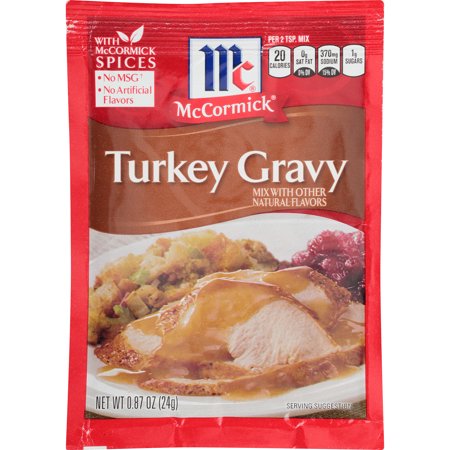 WITH
McCORMICK
SPICES
• No MSG†
• No Artificial
Flavors
Mc
McCormick®
PER 2 TSP. MIX
20
CALORIES
0g
SAT FAT
0% DV
370mg
SODIUM
15% DV
1g
SUGARS
Turkey Gravy
MIX WITH OTHER
NATURAL FLAVORS
NET WT 0.87 OZ (24g)
SERVING SUGGESTION